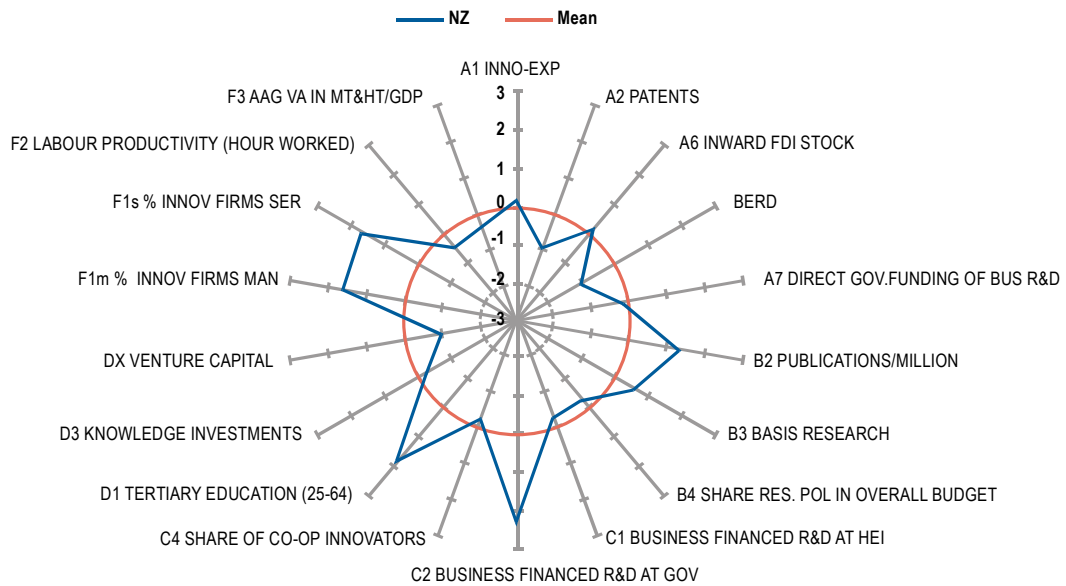 NZ Mean
A1 INNO-EXP
F3 AAG VA IN MT&HT/GDP
A2 PATENTS
F2 LABOUR PRODUCTIVITY (HOUR WORKED)
A6 INWARD FDI STOCK
F1s % INNOV FIRMS SER
BERD
F1m % INNOV FIRMS MAN
A7 DIRECT GOV.FUNDING OF BUS R&D
DX VENTURE CAPITAL
B2 PUBLICATIONS/MILLION
D3 KNOWLEDGE INVESTMENTS
B3 BASIS RESEARCH
D1 TERTIARY EDUCATION (25-64)
B4 SHARE RES. POL IN OVERALL BUDGET
C4 SHARE OF CO-OP INNOVATORS
C1 BUSINESS FINANCED R&D AT HEI
C2 BUSINESS FINANCED R&D AT GOV
3
2
1
0
-1
-2
-3